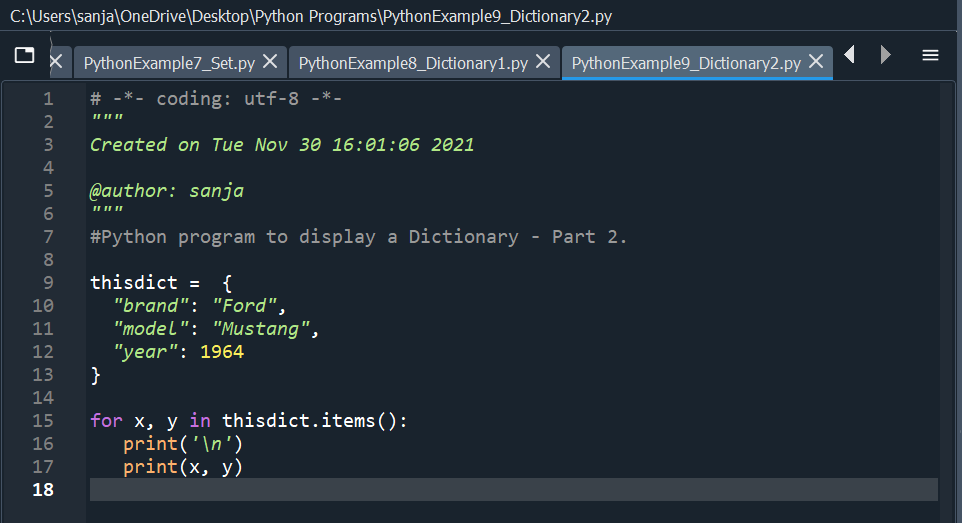 C:\Users\sanja\OneDrive\Desktop\Python Programs\PythonExample9_Dictionary2.py
PythonExample7_Set.py PythonExample8_Dictionary1.py PythonExample9_Dictionary2.py
1 # -*- coding: utf-8 -*-
2 """
3 Created on Tue Nov 30 16:01:06 2021
4
5 @author: sanja
6 """
7 #Python program to display a Dictionary - Part 2.
8
9 thisdict =  {
10   "brand": "Ford",
11   "model": "Mustang",
12   "year": 1964
13 }
14
15 for x, y in thisdict.items():
16    print('\n')
17    print(x, y)
18